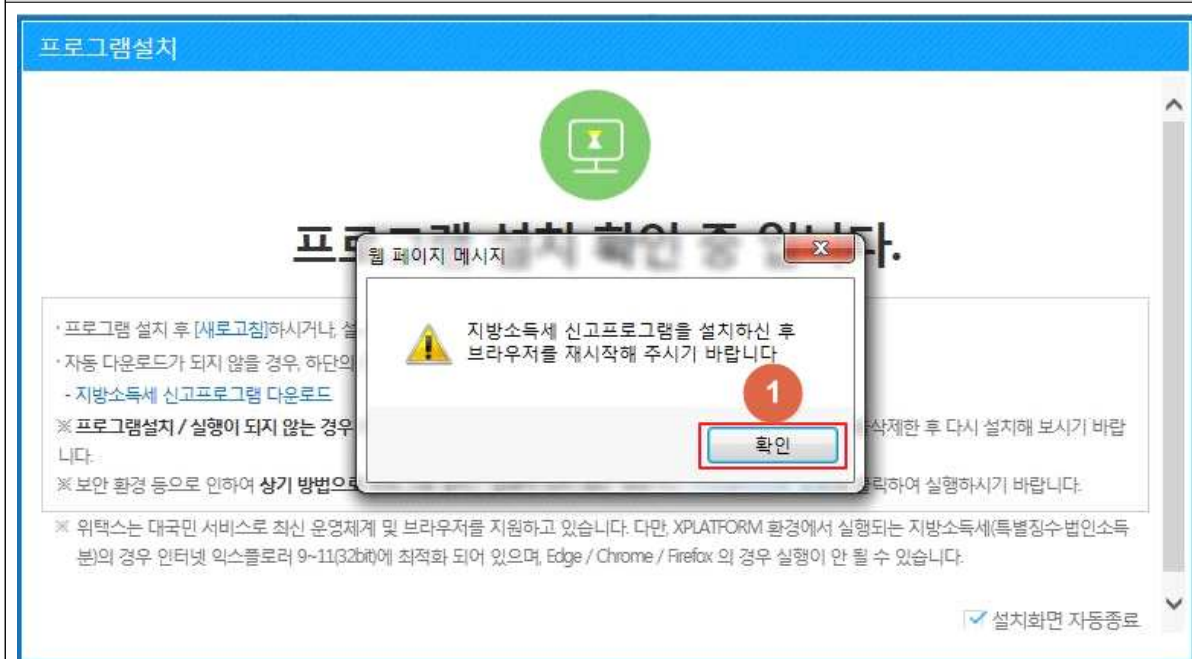 프로그램설치
프
다.
웹 페이지 메시지
지방소득세 신고프로그램을 설치하신 후
브라우저를 재시작해 주시기 바랍니다
1
확인
· 프로그램 설치 후 [새로고침]하시거나, 설
· 자동 다운로드가 되지 않을 경우, 하단의
- 지방소득세 신고프로그램 다운로드
※ 프로그램설치 / 실행이 되지 않는 경우 삭제한 후 다시 설치해 보시기 바랍
니다.
※ 보안 환경 등으로 인하여 상기 방법으로 클릭하여 실행하시기 바랍니다.
※ 위택스는 대국민 서비스로 최신 운영체계 및 브라우저를 지원하고 있습니다. 다만, XPLATFORM 환경에서 실행되는 지방소득세(특별징수·법인소득
분)의 경우 인터넷 익스플로러 9~11(32bit)에 최적화 되어 있으며, Edge / Chrome / Firefox 의 경우 실행이 안 될 수 있습니다.
설치화면 자동종료